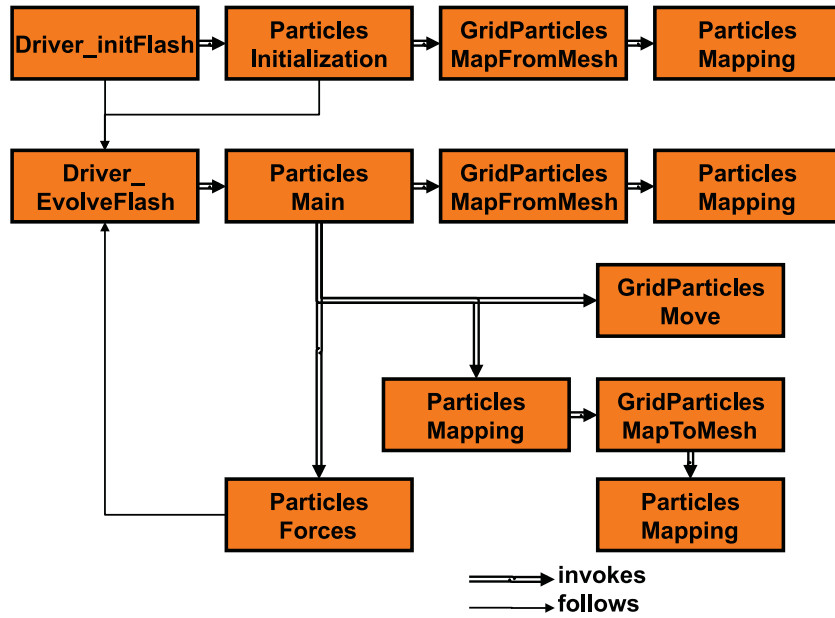 Driver_initFlash
Particles
Initialization
GridParticles
MapFromMesh
Particles
Mapping
Driver_
EvolveFlash
Particles
Main
GridParticles
MapFromMesh
Particles
Mapping
GridParticles
Move
Particles
Mapping
GridParticles
MapToMesh
Particles
Forces
Particles
Mapping
invokes
follows